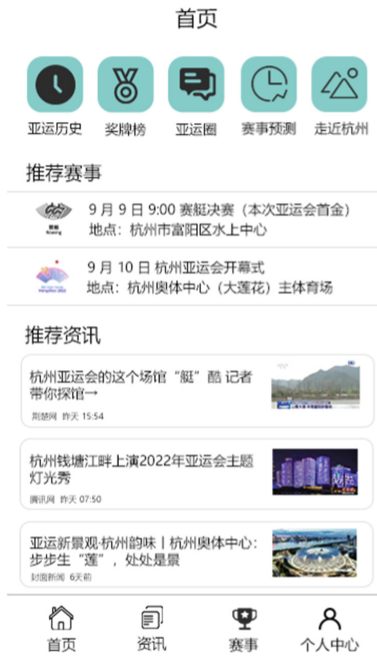 首页
亚运历史 奖牌榜 亚运圈 赛事预测 走近杭州
推荐赛事
9 月 9 日 9:00 赛艇决赛（本次亚运会首金）
地点：杭州市富阳区水上中心
9 月 10 日 杭州亚运会开幕式
地点：杭州奥体中心（大莲花）主体育场
推荐资讯
杭州亚运会的这个场馆“艇”酷 记者
带你探馆→
荆楚网 昨天 15:54
杭州钱塘江畔上演2022年亚运会主题
灯光秀
腾讯网 昨天 07:50
亚运新景观·杭州韵味丨杭州奥体中心：
步步生“莲”，处处是景
封面新闻 6天前
首页 资讯 赛事 个人中心